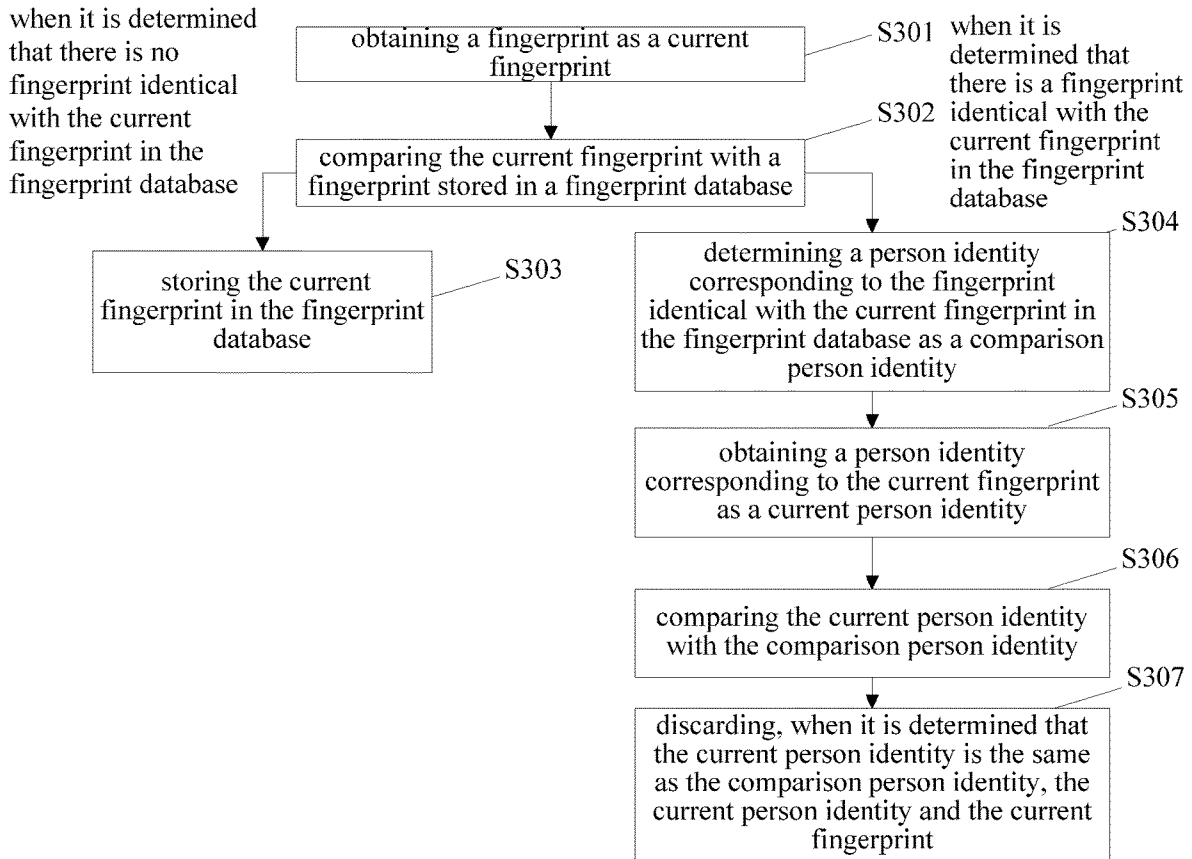 when it is determined
that there is no
fingerprint identical
with the current
fingerprint in the
fingerprint database
obtaining a fingerprint as a current
fingerprint
S301
when it is
determined that
there is a fingerprint
identical with the
current fingerprint
in the fingerprint
database
S302
comparing the current fingerprint with a
fingerprint stored in a fingerprint database
S303
storing the current
fingerprint in the fingerprint
database
S304
determining a person identity
corresponding to the fingerprint
identical with the current fingerprint in
the fingerprint database as a comparison
person identity
S305
obtaining a person identity
corresponding to the current fingerprint
as a current person identity
S306
comparing the current person identity
with the comparison person identity
S307
discarding, when it is determined that
the current person identity is the same
as the comparison person identity, the
current person identity and the current
fingerprint